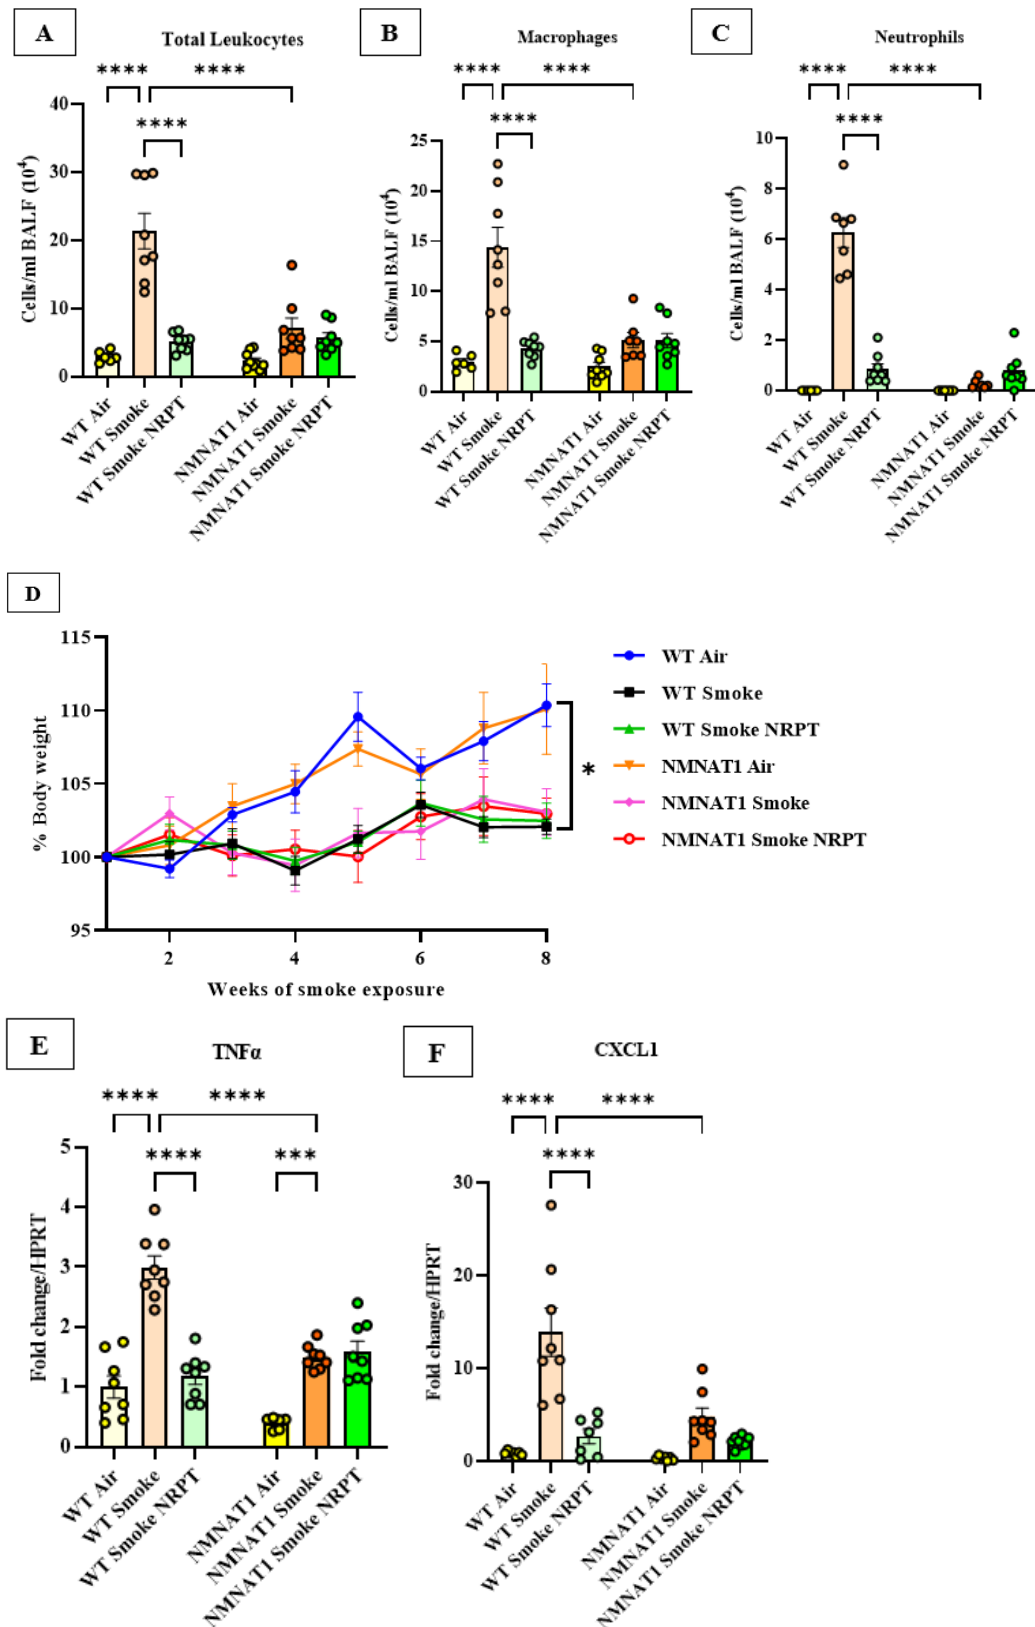 A
Total Leukocytes
**** ****
****
Cells/ml BALF (10⁴)
40
30
20
10
0
WT Air
WT Smoke
WT Smoke NRPT
NMNAT1 Air
NMNAT1 Smoke
NMNAT1 Smoke NRPT
B
Macrophages
**** ****
****
Cells/ml BALF (10⁴)
25
20
15
10
5
0
WT Air
WT Smoke
WT Smoke NRPT
NMNAT1 Air
NMNAT1 Smoke
NMNAT1 Smoke NRPT
C
Neutrophils
**** ****
****
Cells/ml BALF (10⁴)
10
8
6
4
2
0
WT Air
WT Smoke
WT Smoke NRPT
NMNAT1 Air
NMNAT1 Smoke
NMNAT1 Smoke NRPT
D
% Body weight
115
110
105
100
95
2 4 6 8
Weeks of smoke exposure
*
WT Air
WT Smoke
WT Smoke NRPT
NMNAT1 Air
NMNAT1 Smoke
NMNAT1 Smoke NRPT
E
TNFα
**** ****
**** ***
Fold change/HPRT
5
4
3
2
1
0
WT Air
WT Smoke
WT Smoke NRPT
NMNAT1 Air
NMNAT1 Smoke
NMNAT1 Smoke NRPT
F
CXCL1
**** ****
****
Fold change/HPRT
30
20
10
0
WT Air
WT Smoke
WT Smoke NRPT
NMNAT1 Air
NMNAT1 Smoke
NMNAT1 Smoke NRPT